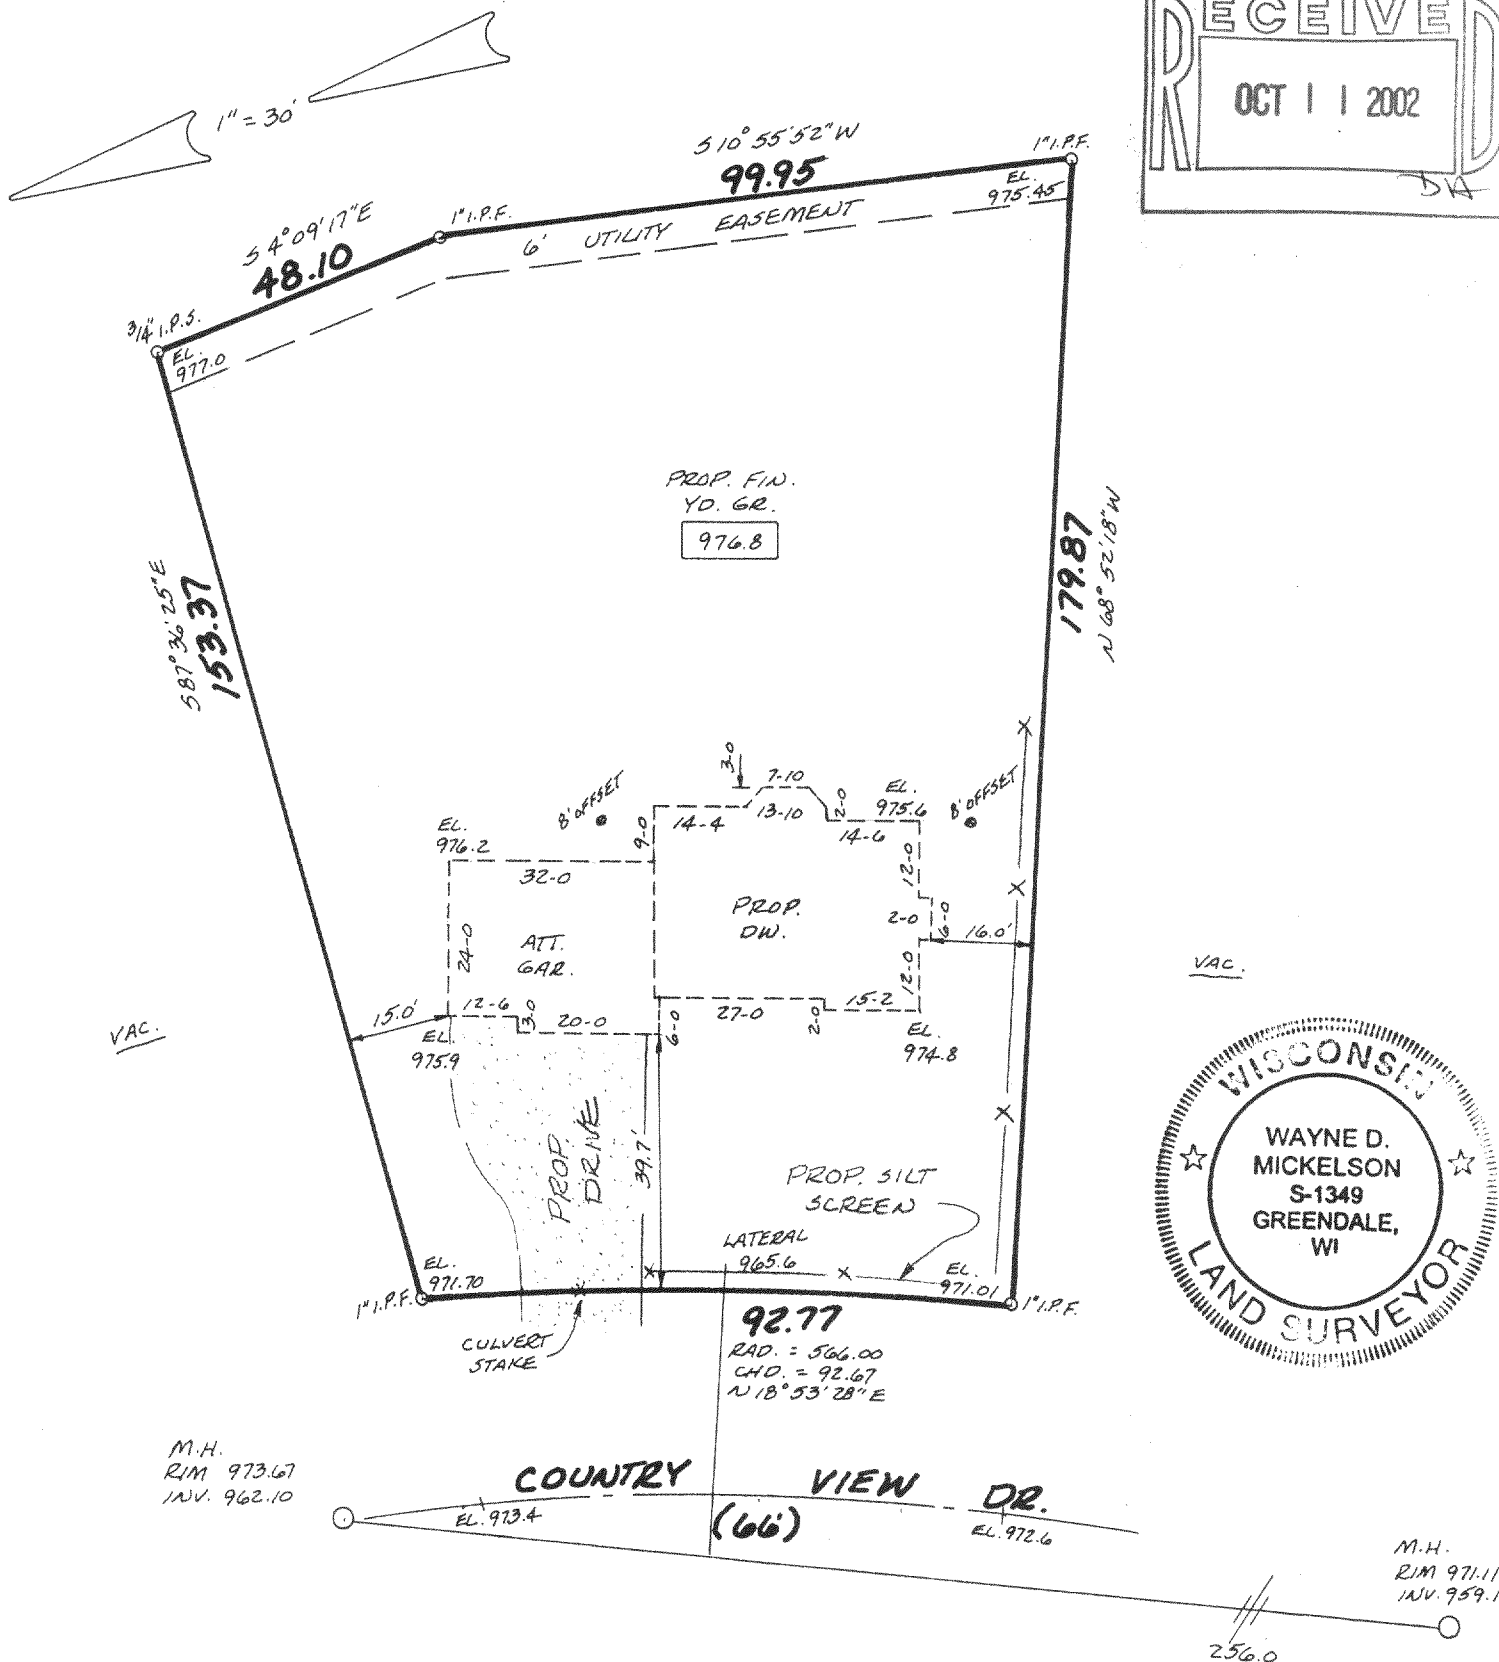 RECEIVED
OCT 11 2002
DA
1" = 30'
S 10° 55' 52" W
99.95
1" I.P.F.
EL.
975.45
S 4° 09' 17" E
48.10
1" I.P.F.
6' UTILITY EASEMENT
3/4" I.P.S.
EL.
977.0
PROP. FIN.
YD. GR.
976.8
S 87° 36' 25" E
153.37
179.87
N 68° 52' 18" W
3-0
7-10
8' OFFSET
EL.
976.2
9-0
14-4
13-10
2-0
EL.
975.6
14-6
8' OFFSET
32-0
12-0
PROP.
DW.
2-0
6-0
16.0'
24-0
ATT.
GAR.
12-0
VAC.
VAC.
15.0'
12-6
3-0
20-0
6-0
27-0
2-0
15-2
EL.
975.9
EL.
974.8
PROP.
DRIVE
39.7'
PROP. SILT
SCREEN
LATERAL
965.6
EL.
971.70
EL.
971.01
1" I.P.F.
1" I.P.F.
CULVERT
STAKE
92.77
RAD. = 566.00
CHD. = 92.67
N 18° 53' 28" E
WISCONSIN
WAYNE D.
MICKELSON
S-1349
GREENDALE,
WI
LAND SURVEYOR
M.H.
RIM 973.67
INV. 962.10
COUNTRY VIEW DR.
(66')
EL. 973.4
EL. 972.6
M.H.
RIM 971.11
INV. 959.1
256.0